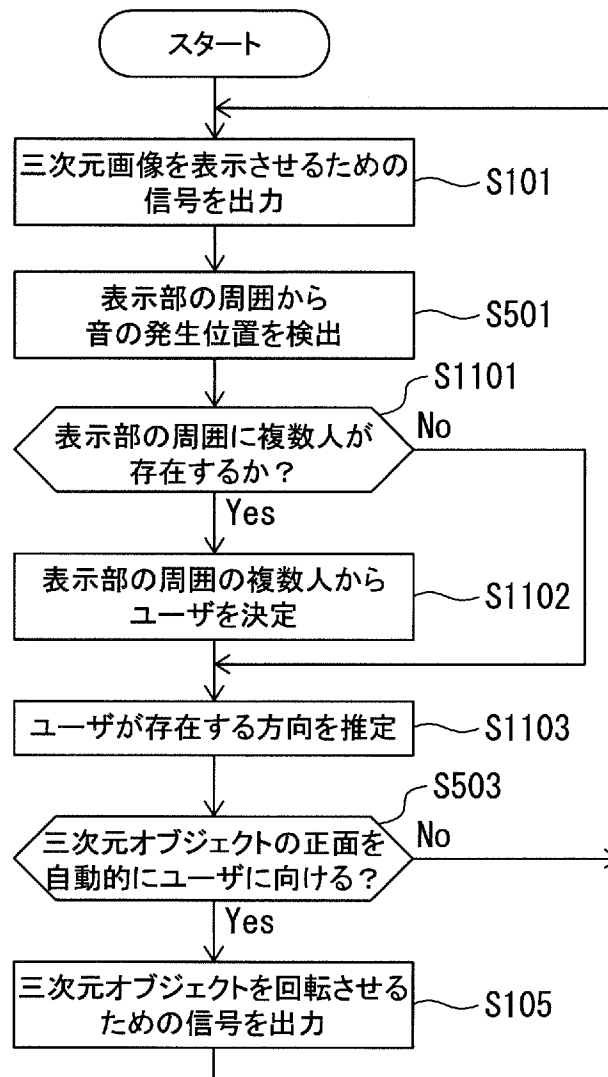 スタート
三次元画像を表示させるための
信号を出力
S101
表示部の周囲から
音の発生位置を検出
S501
S1101
表示部の周囲に複数人が
存在するか？
No
Yes
表示部の周囲の複数人から
ユーザを決定
S1102
ユーザが存在する方向を推定
S1103
S503
三次元オブジェクトの正面を
自動的にユーザに向ける？
No
Yes
三次元オブジェクトを回転させる
ための信号を出力
S105